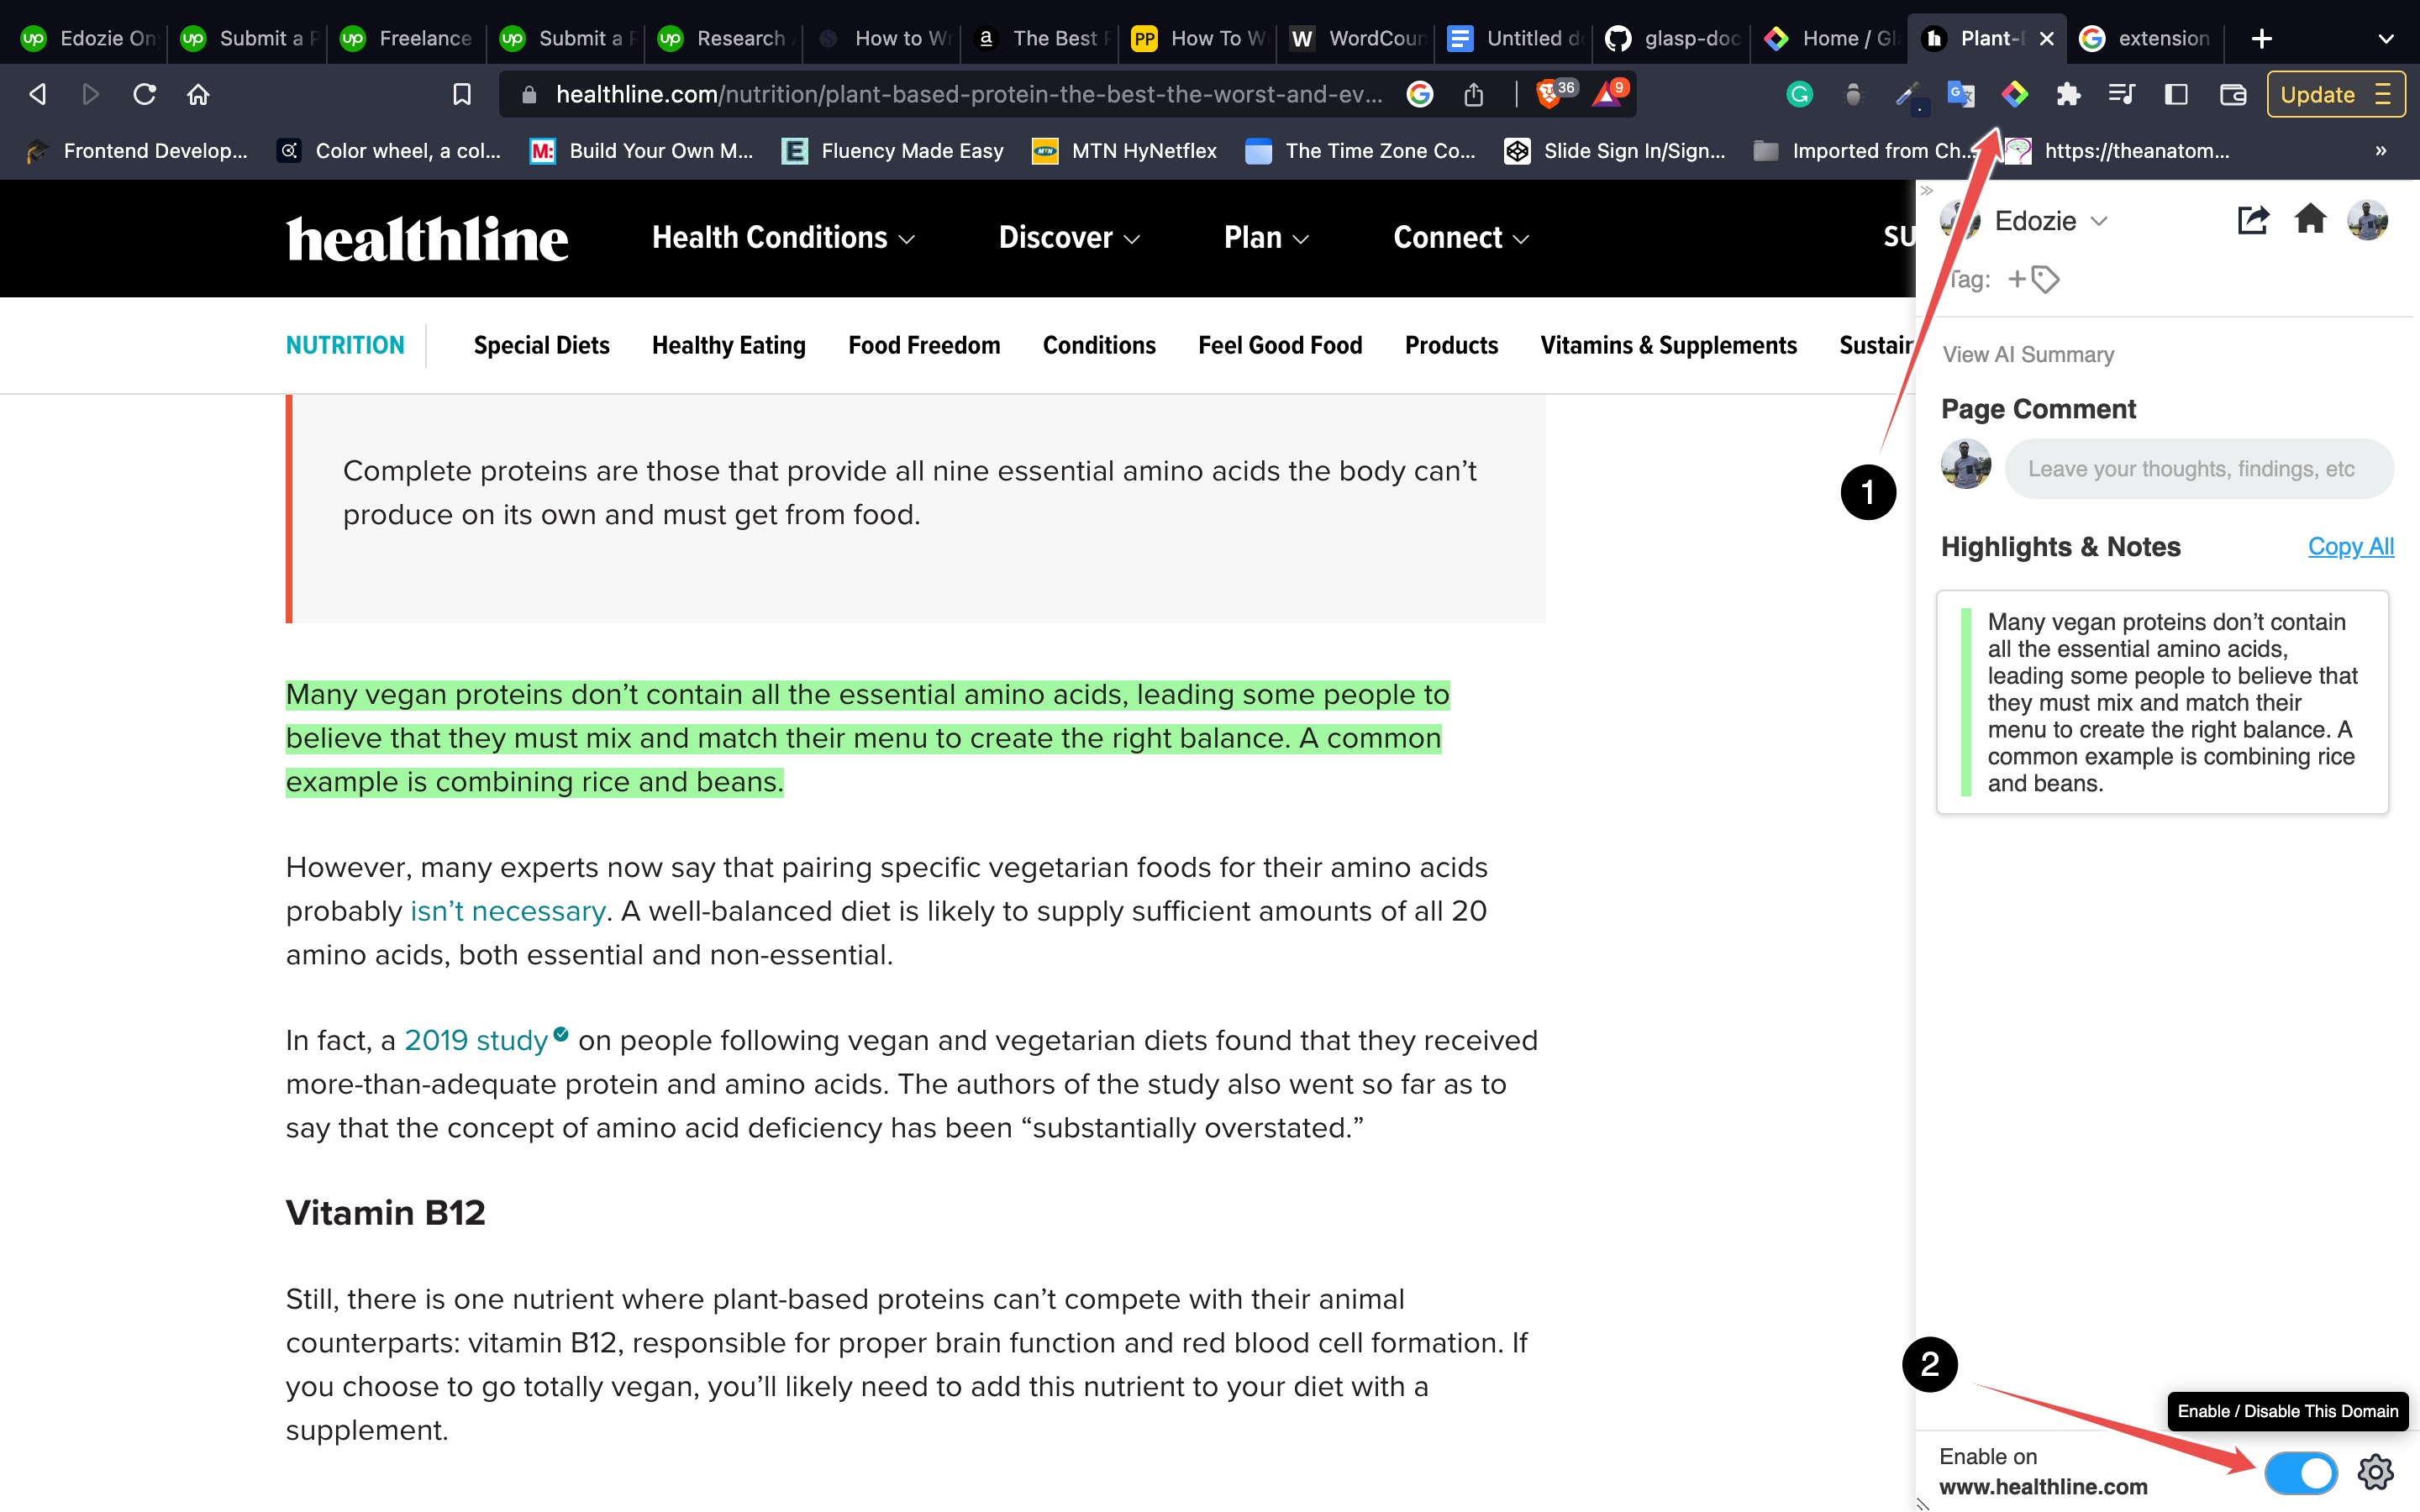 Edozie On
Submit a P
Freelance
Submit a P
Research A
How to Wr
The Best P
How To W
WordCoun
Untitled do
glasp-doc
Home / Gl
Plant-B
extension
healthline.com/nutrition/plant-based-protein-the-best-the-worst-and-ev...
36
9
Update
Frontend Develop...
Color wheel, a col...
Build Your Own M...
Fluency Made Easy
MTN HyNetflex
The Time Zone Co...
Slide Sign In/Sign...
Imported from Ch...
https://theanatom...
»
healthline
Health Conditions
Discover
Plan
Connect
SU
NUTRITION
Special Diets
Healthy Eating
Food Freedom
Conditions
Feel Good Food
Products
Vitamins & Supplements
Sustain
Complete proteins are those that provide all nine essential amino acids the body can’t
produce on its own and must get from food.
Many vegan proteins don’t contain all the essential amino acids, leading some people to
believe that they must mix and match their menu to create the right balance. A common
example is combining rice and beans.
However, many experts now say that pairing specific vegetarian foods for their amino acids
probably isn’t necessary. A well-balanced diet is likely to supply sufficient amounts of all 20
amino acids, both essential and non-essential.
In fact, a 2019 study on people following vegan and vegetarian diets found that they received
more-than-adequate protein and amino acids. The authors of the study also went so far as to
say that the concept of amino acid deficiency has been “substantially overstated.”
Vitamin B12
Still, there is one nutrient where plant-based proteins can’t compete with their animal
counterparts: vitamin B12, responsible for proper brain function and red blood cell formation. If
you choose to go totally vegan, you’ll likely need to add this nutrient to your diet with a
supplement.
1
Edozie
Tag:
View AI Summary
Page Comment
Leave your thoughts, findings, etc
Highlights & Notes
Copy All
Many vegan proteins don’t contain
all the essential amino acids,
leading some people to believe that
they must mix and match their
menu to create the right balance. A
common example is combining rice
and beans.
2
Enable / Disable This Domain
Enable on
www.healthline.com